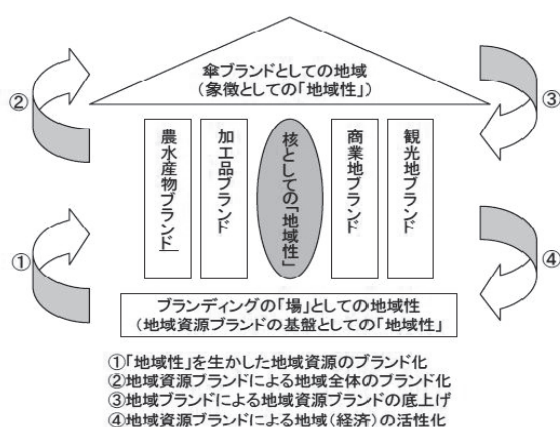 傘ブランドとしての地域
(象徴としての「地域性」)
②
③
農水産物ブランド
加工品ブランド
核としての「地域性」
商業地ブランド
観光地ブランド
①
④
ブランディングの「場」としての地域性
(地域資源ブランドの基盤としての「地域性」
①「地域性」を生かした地域資源のブランド化
②地域資源ブランドによる地域全体のブランド化
③地域ブランドによる地域資源ブランドの底上げ
④地域資源ブランドによる地域(経済)の活性化